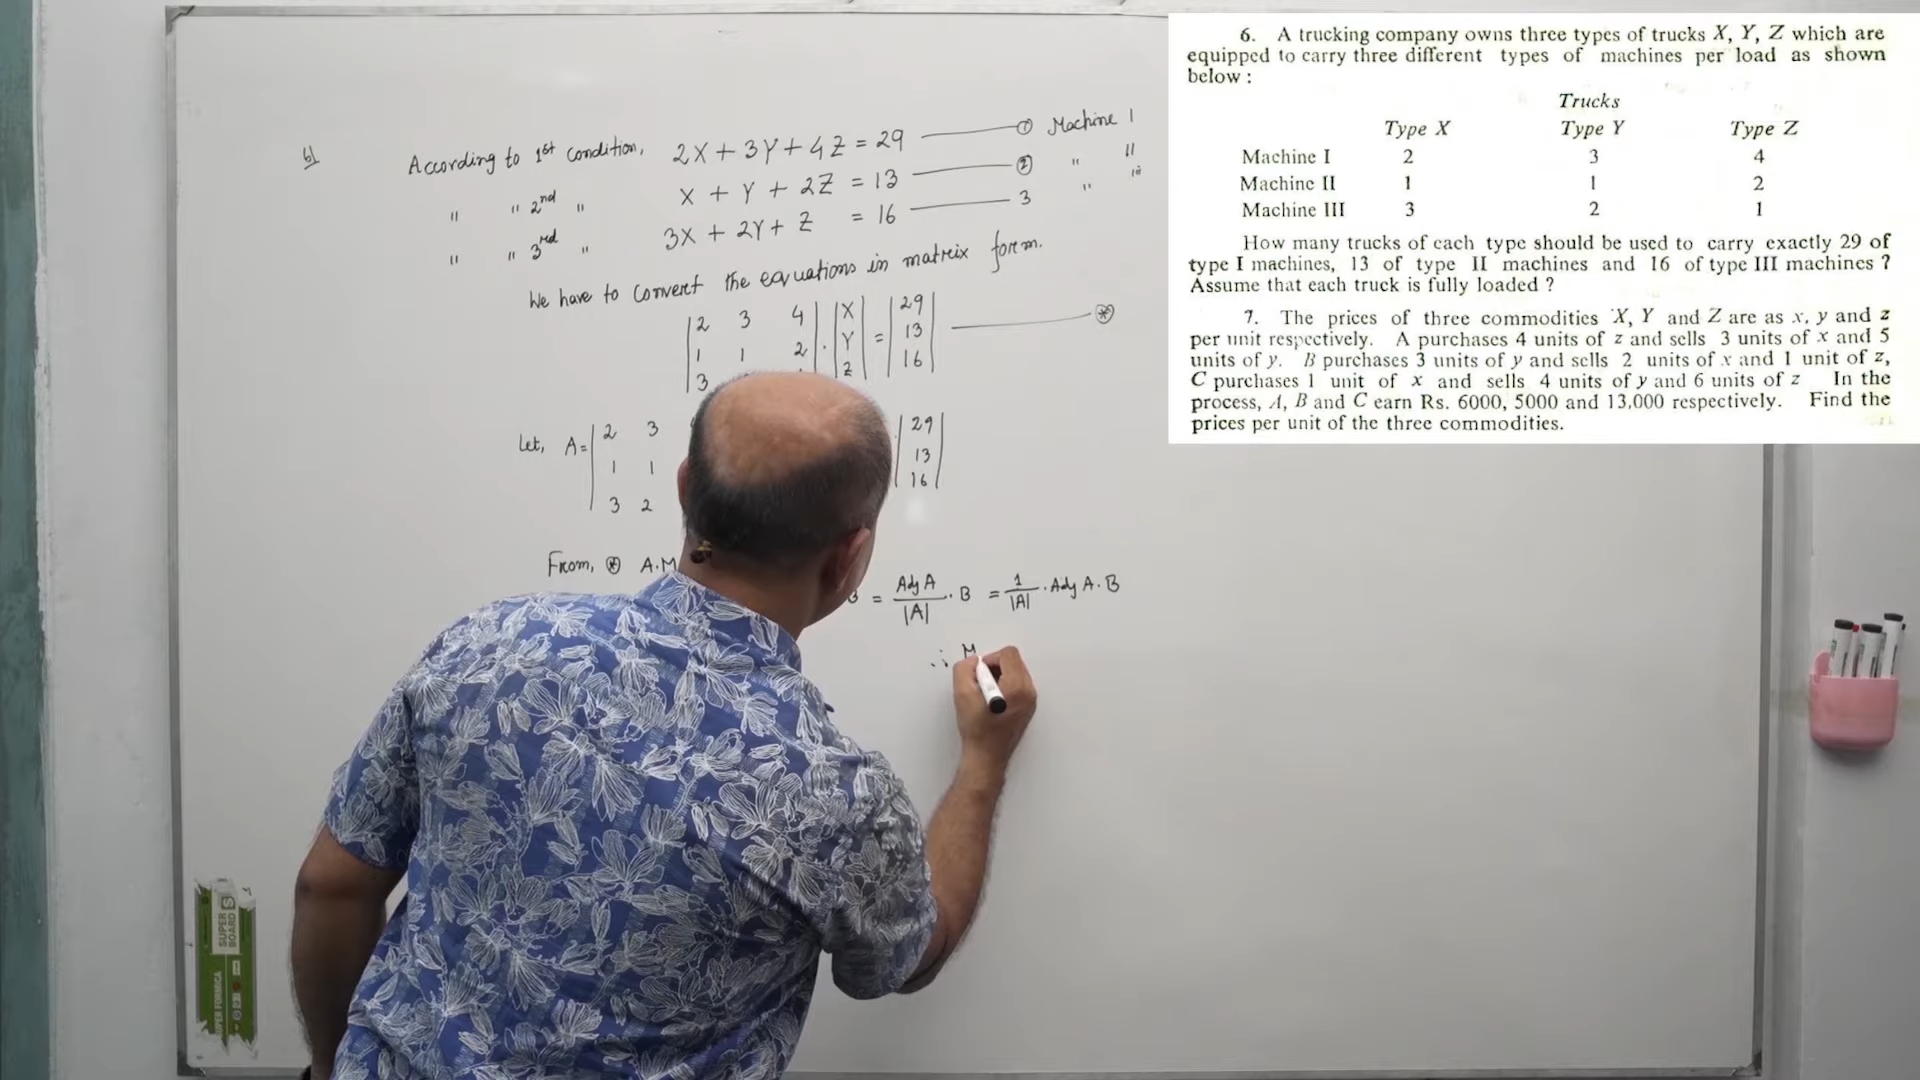 6. A trucking company owns three types of trucks X, Y, Z which are
equipped to carry three different types of machines per load as shown
below :
Trucks
Type X Type Y Type Z
Machine I 2 3 4
Machine II 1 1 2
Machine III 3 2 1
How many trucks of each type should be used to carry exactly 29 of
type I machines, 13 of type II machines and 16 of type III machines ?
Assume that each truck is fully loaded ?
7. The prices of three commodities X, Y and Z are as x, y and z
per unit respectively. A purchases 4 units of z and sells 3 units of x and 5
units of y. B purchases 3 units of y and sells 2 units of x and 1 unit of z,
C purchases 1 unit of x and sells 4 units of y and 6 units of z In the
process, A, B and C earn Rs. 6000, 5000 and 13,000 respectively. Find the
prices per unit of the three commodities.
6) According to 1st condition, 2X + 3Y + 4Z = 29 ① Machine I
" " 2nd " X + Y + 2Z = 13 ② " II
" " 3rd " 3X + 2Y + Z = 16 3 " iii
We have to convert the equations in matrix form.
|2 3 4| |X| |29|
|1 1 2| . |Y| = |13| ⊛
|3 |Z| |16|
Let, A = |2 3 |29|
|1 1 |13|
|3 2 |16|
From, ⊛ A.M = Adj A / |A| . B = 1 / |A| . Adj A . B
∴ M
SUPER BOARD S
SUPER FORMICA